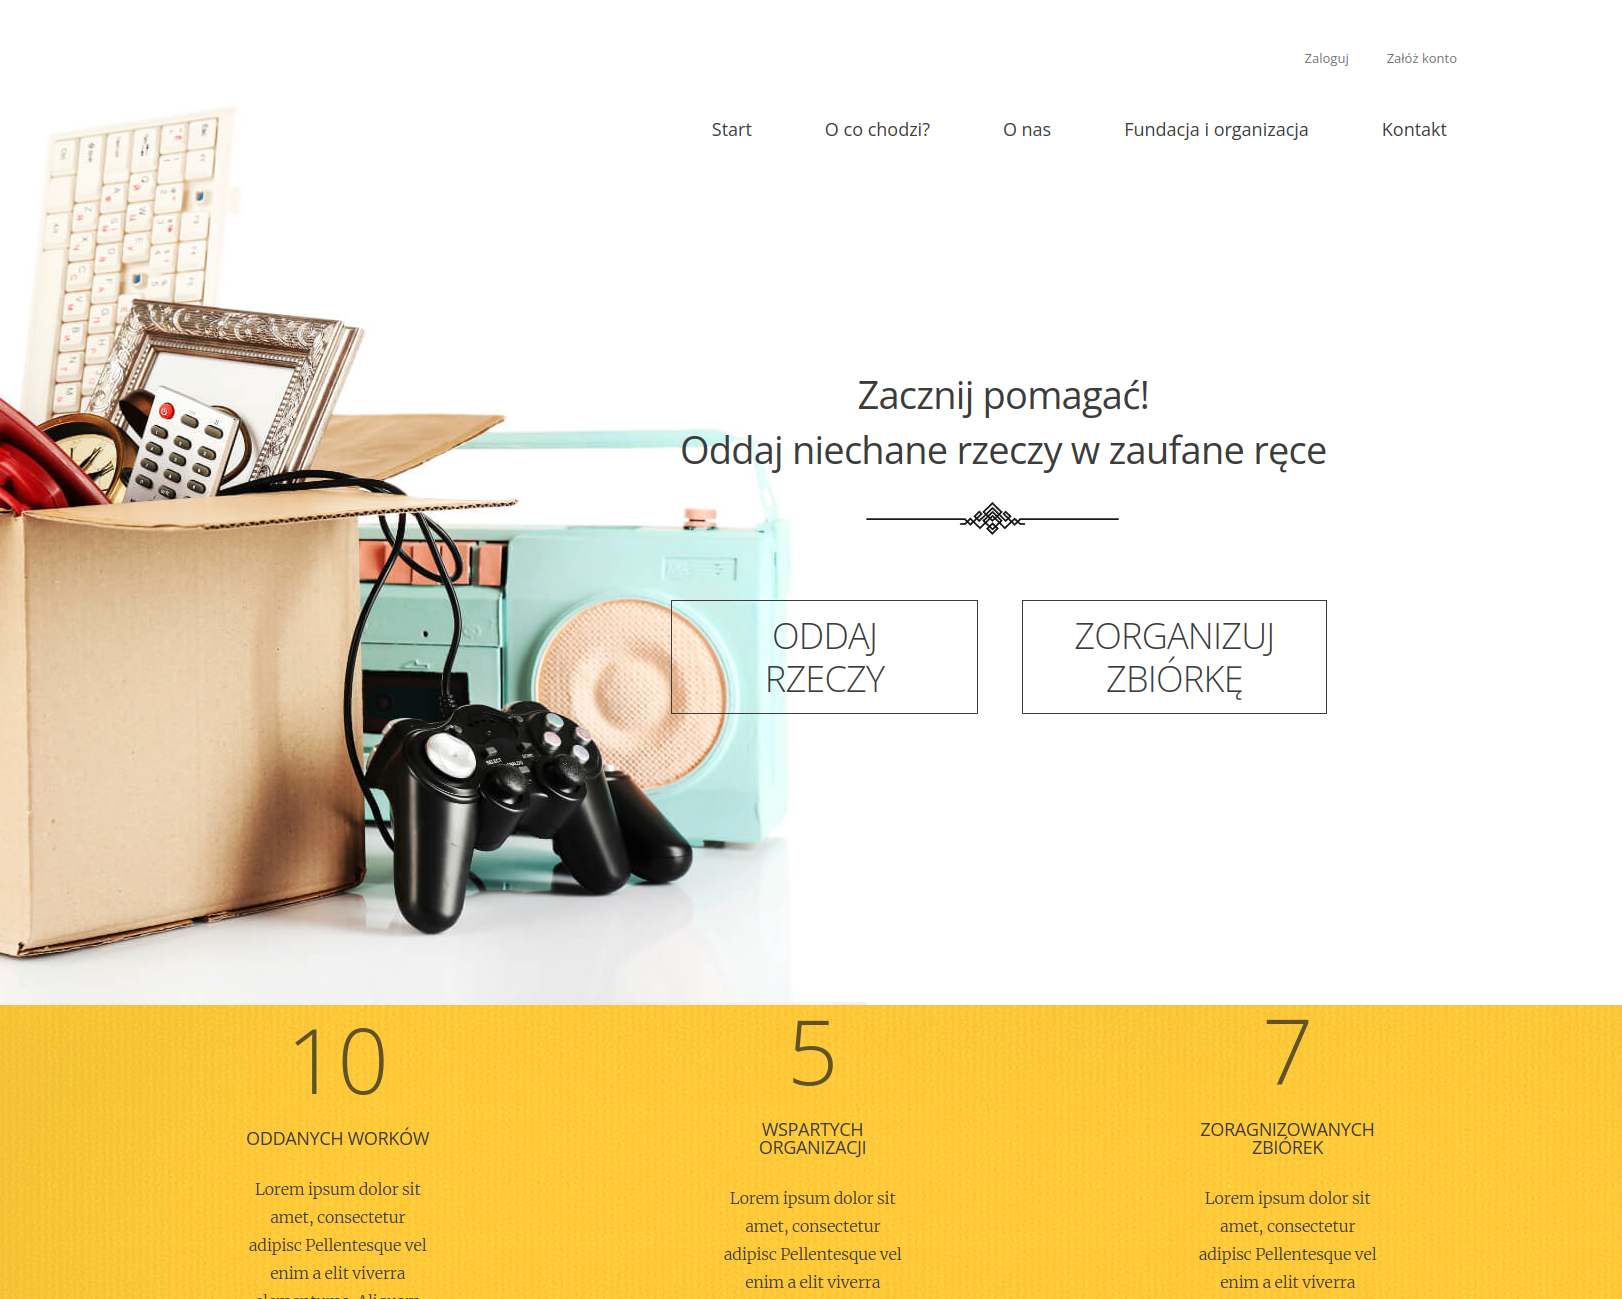 Zaloguj Załóż konto
Start O co chodzi? O nas Fundacja i organizacja Kontakt
Zacznij pomagać!
Oddaj niechane rzeczy w zaufane ręce
ODDAJ
RZECZY
ZORGANIZUJ
ZBIÓRKĘ
10
ODDANYCH WORKÓW
Lorem ipsum dolor sit
amet, consectetur
adipisc Pellentesque vel
enim a elit viverra
5
WSPARTYCH
ORGANIZACJI
Lorem ipsum dolor sit
amet, consectetur
adipisc Pellentesque vel
enim a elit viverra
7
ZORAGNIZOWANYCH
ZBIÓREK
Lorem ipsum dolor sit
amet, consectetur
adipisc Pellentesque vel
enim a elit viverra